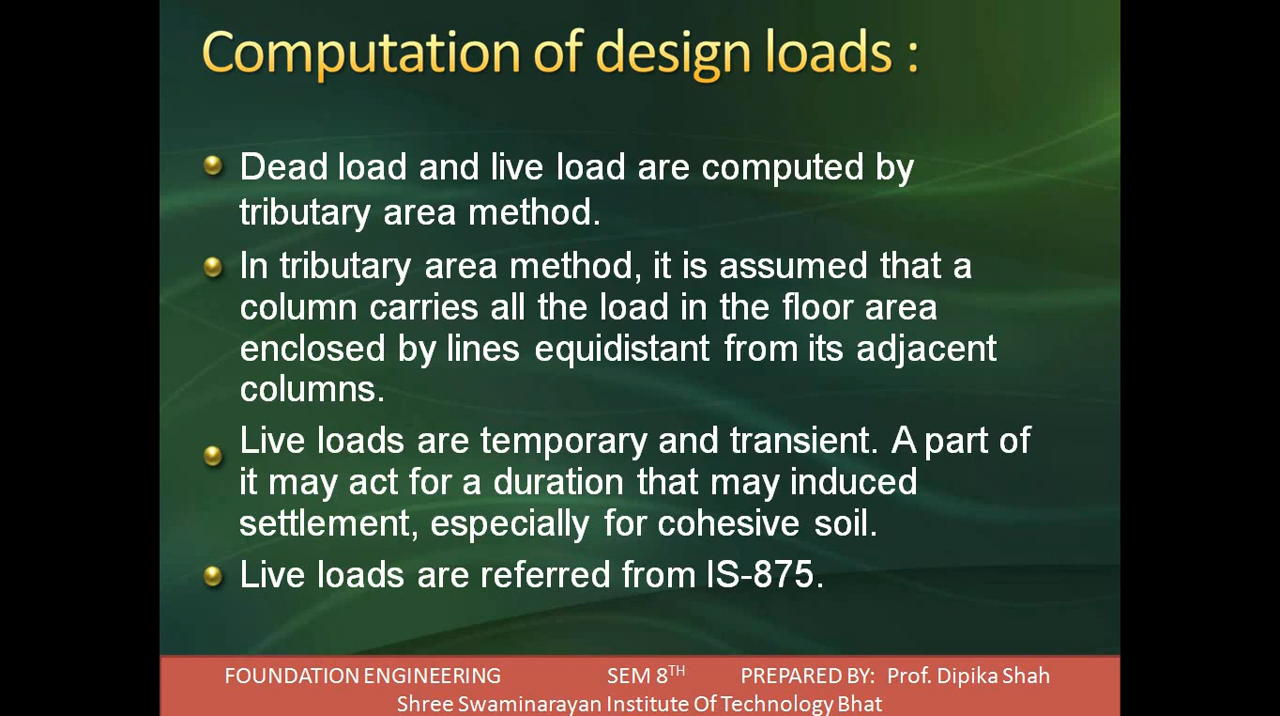 Computation of design loads :
Dead load and live load are computed by
tributary area method.
In tributary area method, it is assumed that a
column carries all the load in the floor area
enclosed by lines equidistant from its adjacent
columns.
Live loads are temporary and transient. A part of
it may act for a duration that may induced
settlement, especially for cohesive soil.
Live loads are referred from IS-875.
FOUNDATION ENGINEERING SEM 8TH PREPARED BY: Prof. Dipika Shah
Shree Swaminarayan Institute Of Technology Bhat